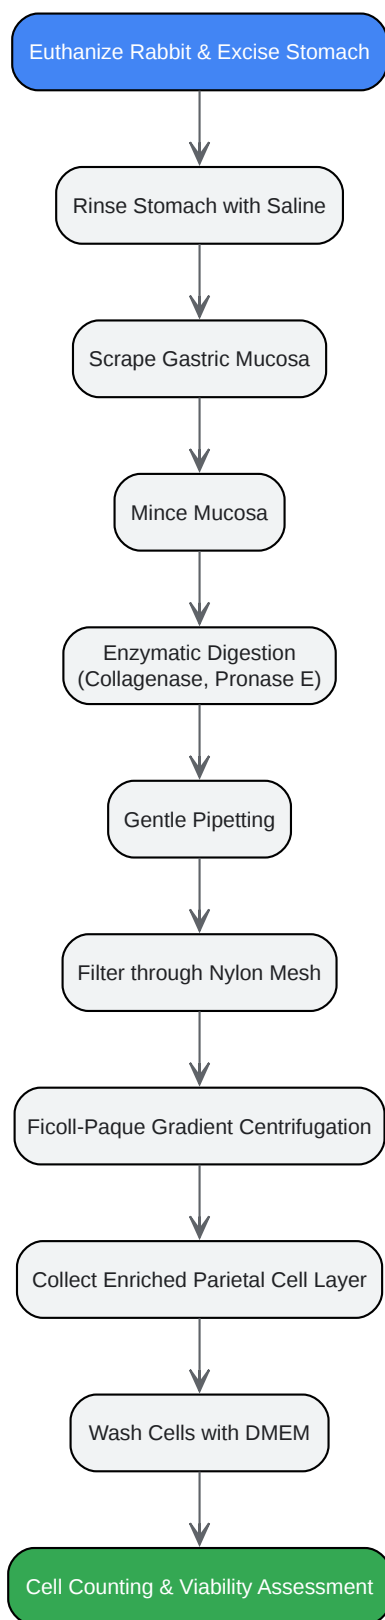 Euthanize Rabbit & Excise Stomach
Rinse Stomach with Saline
Scrape Gastric Mucosa
Mince Mucosa
Enzymatic Digestion
(Collagenase, Pronase E)
Gentle Pipetting
Filter through Nylon Mesh
Ficoll-Paque Gradient Centrifugation
Collect Enriched Parietal Cell Layer
Wash Cells with DMEM
Cell Counting & Viability Assessment